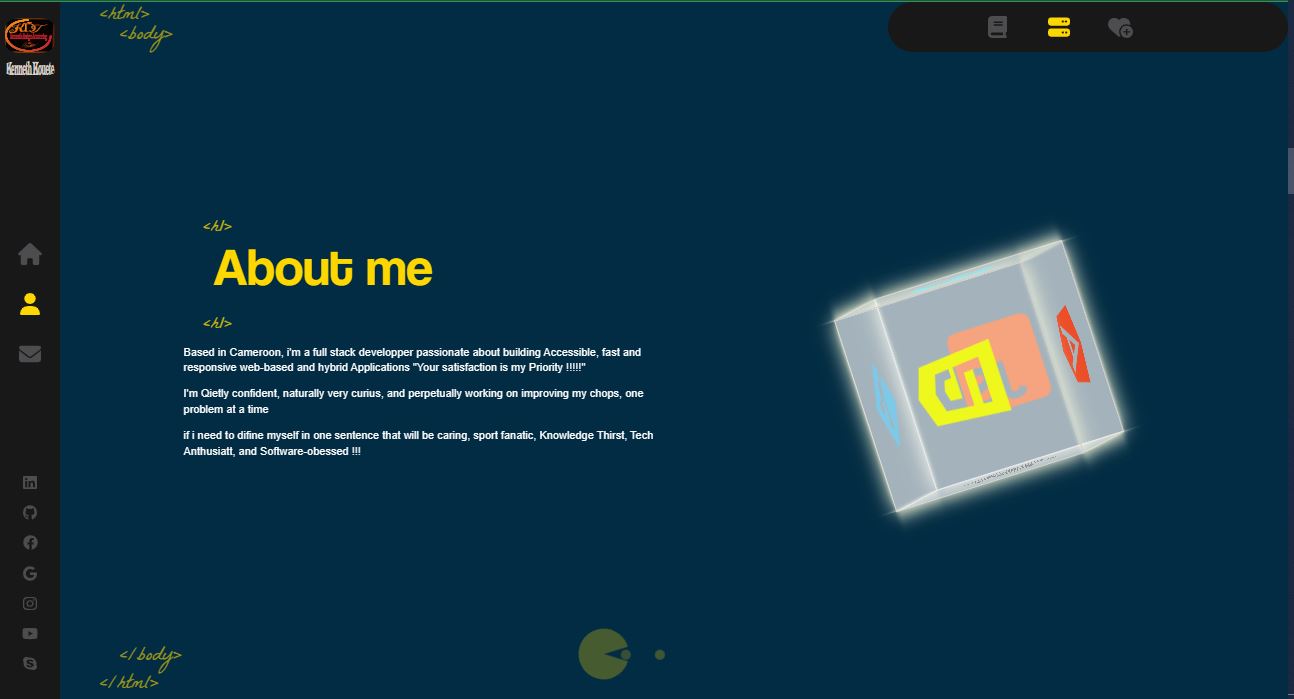 <html>
<body>
KDT
Kenneth Kouete
<h1>
About me
<h1>
Based in Cameroon, i'm a full stack developper passionate about building Accessible, fast and
responsive web-based and hybrid Applications "Your satisfaction is my Priority !!!!!"
I'm Qietly confident, naturally very curius, and perpetually working on improving my chops, one
problem at a time
if i need to difine myself in one sentence that will be caring, sport fanatic, Knowledge Thirst, Tech
Anthusiatt, and Software-obessed !!!
</body>
</html>